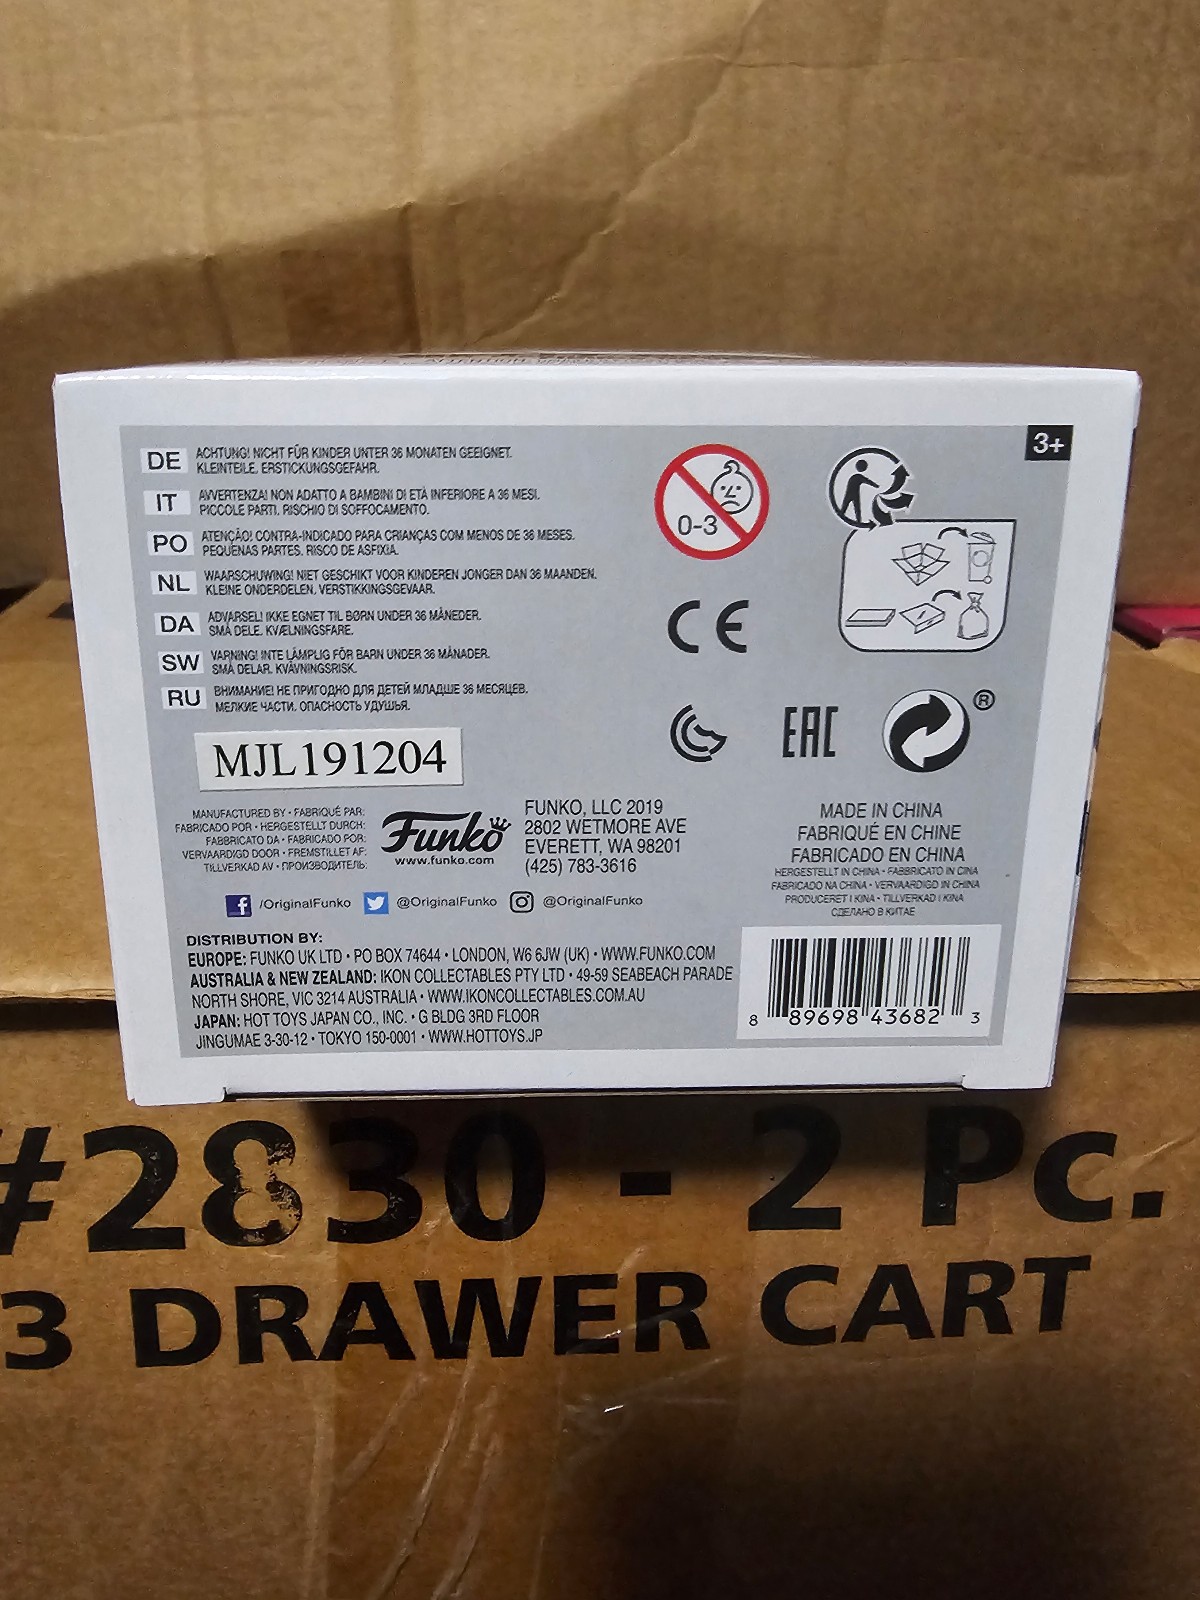 3+
DE ACHTUNG! NICHT FÜR KINDER UNTER 36 MONATEN GEEIGNET.
KLEINTEILE, ERSTICKUNGSGEFAHR.
IT AVVERTENZA! NON ADATTO A BAMBINI DI ETÀ INFERIORE A 36 MESI.
PICCOLE PARTI. RISCHIO DI SOFFOCAMENTO.
PO ATENÇÃO! CONTRA-INDICADO PARA CRIANÇAS COM MENOS DE 36 MESES.
PEQUENAS PARTES. RISCO DE ASFIXIA.
NL WAARSCHUWING! NIET GESCHIKT VOOR KINDEREN JONGER DAN 36 MAANDEN.
KLEINE ONDERDELEN, VERSTIKKINGSGEVAAR.
DA ADVARSEL! IKKE EGNET TIL BØRN UNDER 36 MÅNEDER.
SMÅ DELE. KVÆLNINGSFARE.
SW VARNING! INTE LÄMPLIG FÖR BARN UNDER 36 MÅNADER.
SMÅ DELAR. KVÄVNINGSRISK.
RU ВНИМАНИЕ! НЕ ПРИГОДНО ДЛЯ ДЕТЕЙ МЛАДШЕ 36 МЕСЯЦЕВ.
МЕЛКИЕ ЧАСТИ. ОПАСНОСТЬ УДУШЬЯ.
0-3
CE
EAC
®
MJL191204
MANUFACTURED BY • FABRIQUÉ PAR:
FABRICADO POR • HERGESTELLT DURCH:
FABBRICATO DA • FABRICADO POR:
VERVAARDIGD DOOR • FREMSTILLET AF:
TILLVERKAD AV • ПРОИЗВОДИТЕЛЬ:
Funko
www.funko.com
FUNKO, LLC 2019
2802 WETMORE AVE
EVERETT, WA 98201
(425) 783-3616
MADE IN CHINA
FABRIQUÉ EN CHINE
FABRICADO EN CHINA
HERGESTELLT IN CHINA • FABBRICATO IN CINA
FABRICADO NA CHINA • VERVAARDIGD IN CHINA
PRODUCERET I KINA • TILLVERKAD I KINA
СДЕЛАНО В КИТАЕ
f /OriginalFunko @OriginalFunko @OriginalFunko
DISTRIBUTION BY:
EUROPE: FUNKO UK LTD • PO BOX 74644 • LONDON, W6 6JW (UK) • WWW.FUNKO.COM
AUSTRALIA & NEW ZEALAND: IKON COLLECTABLES PTY LTD • 49-59 SEABEACH PARADE
NORTH SHORE, VIC 3214 AUSTRALIA • WWW.IKONCOLLECTABLES.COM.AU
JAPAN: HOT TOYS JAPAN CO., INC. • G BLDG 3RD FLOOR
JINGUMAE 3-30-12 • TOKYO 150-0001 • WWW.HOTTOYS.JP
8 89698 43682 3
#2830 - 2 Pc.
3 DRAWER CART